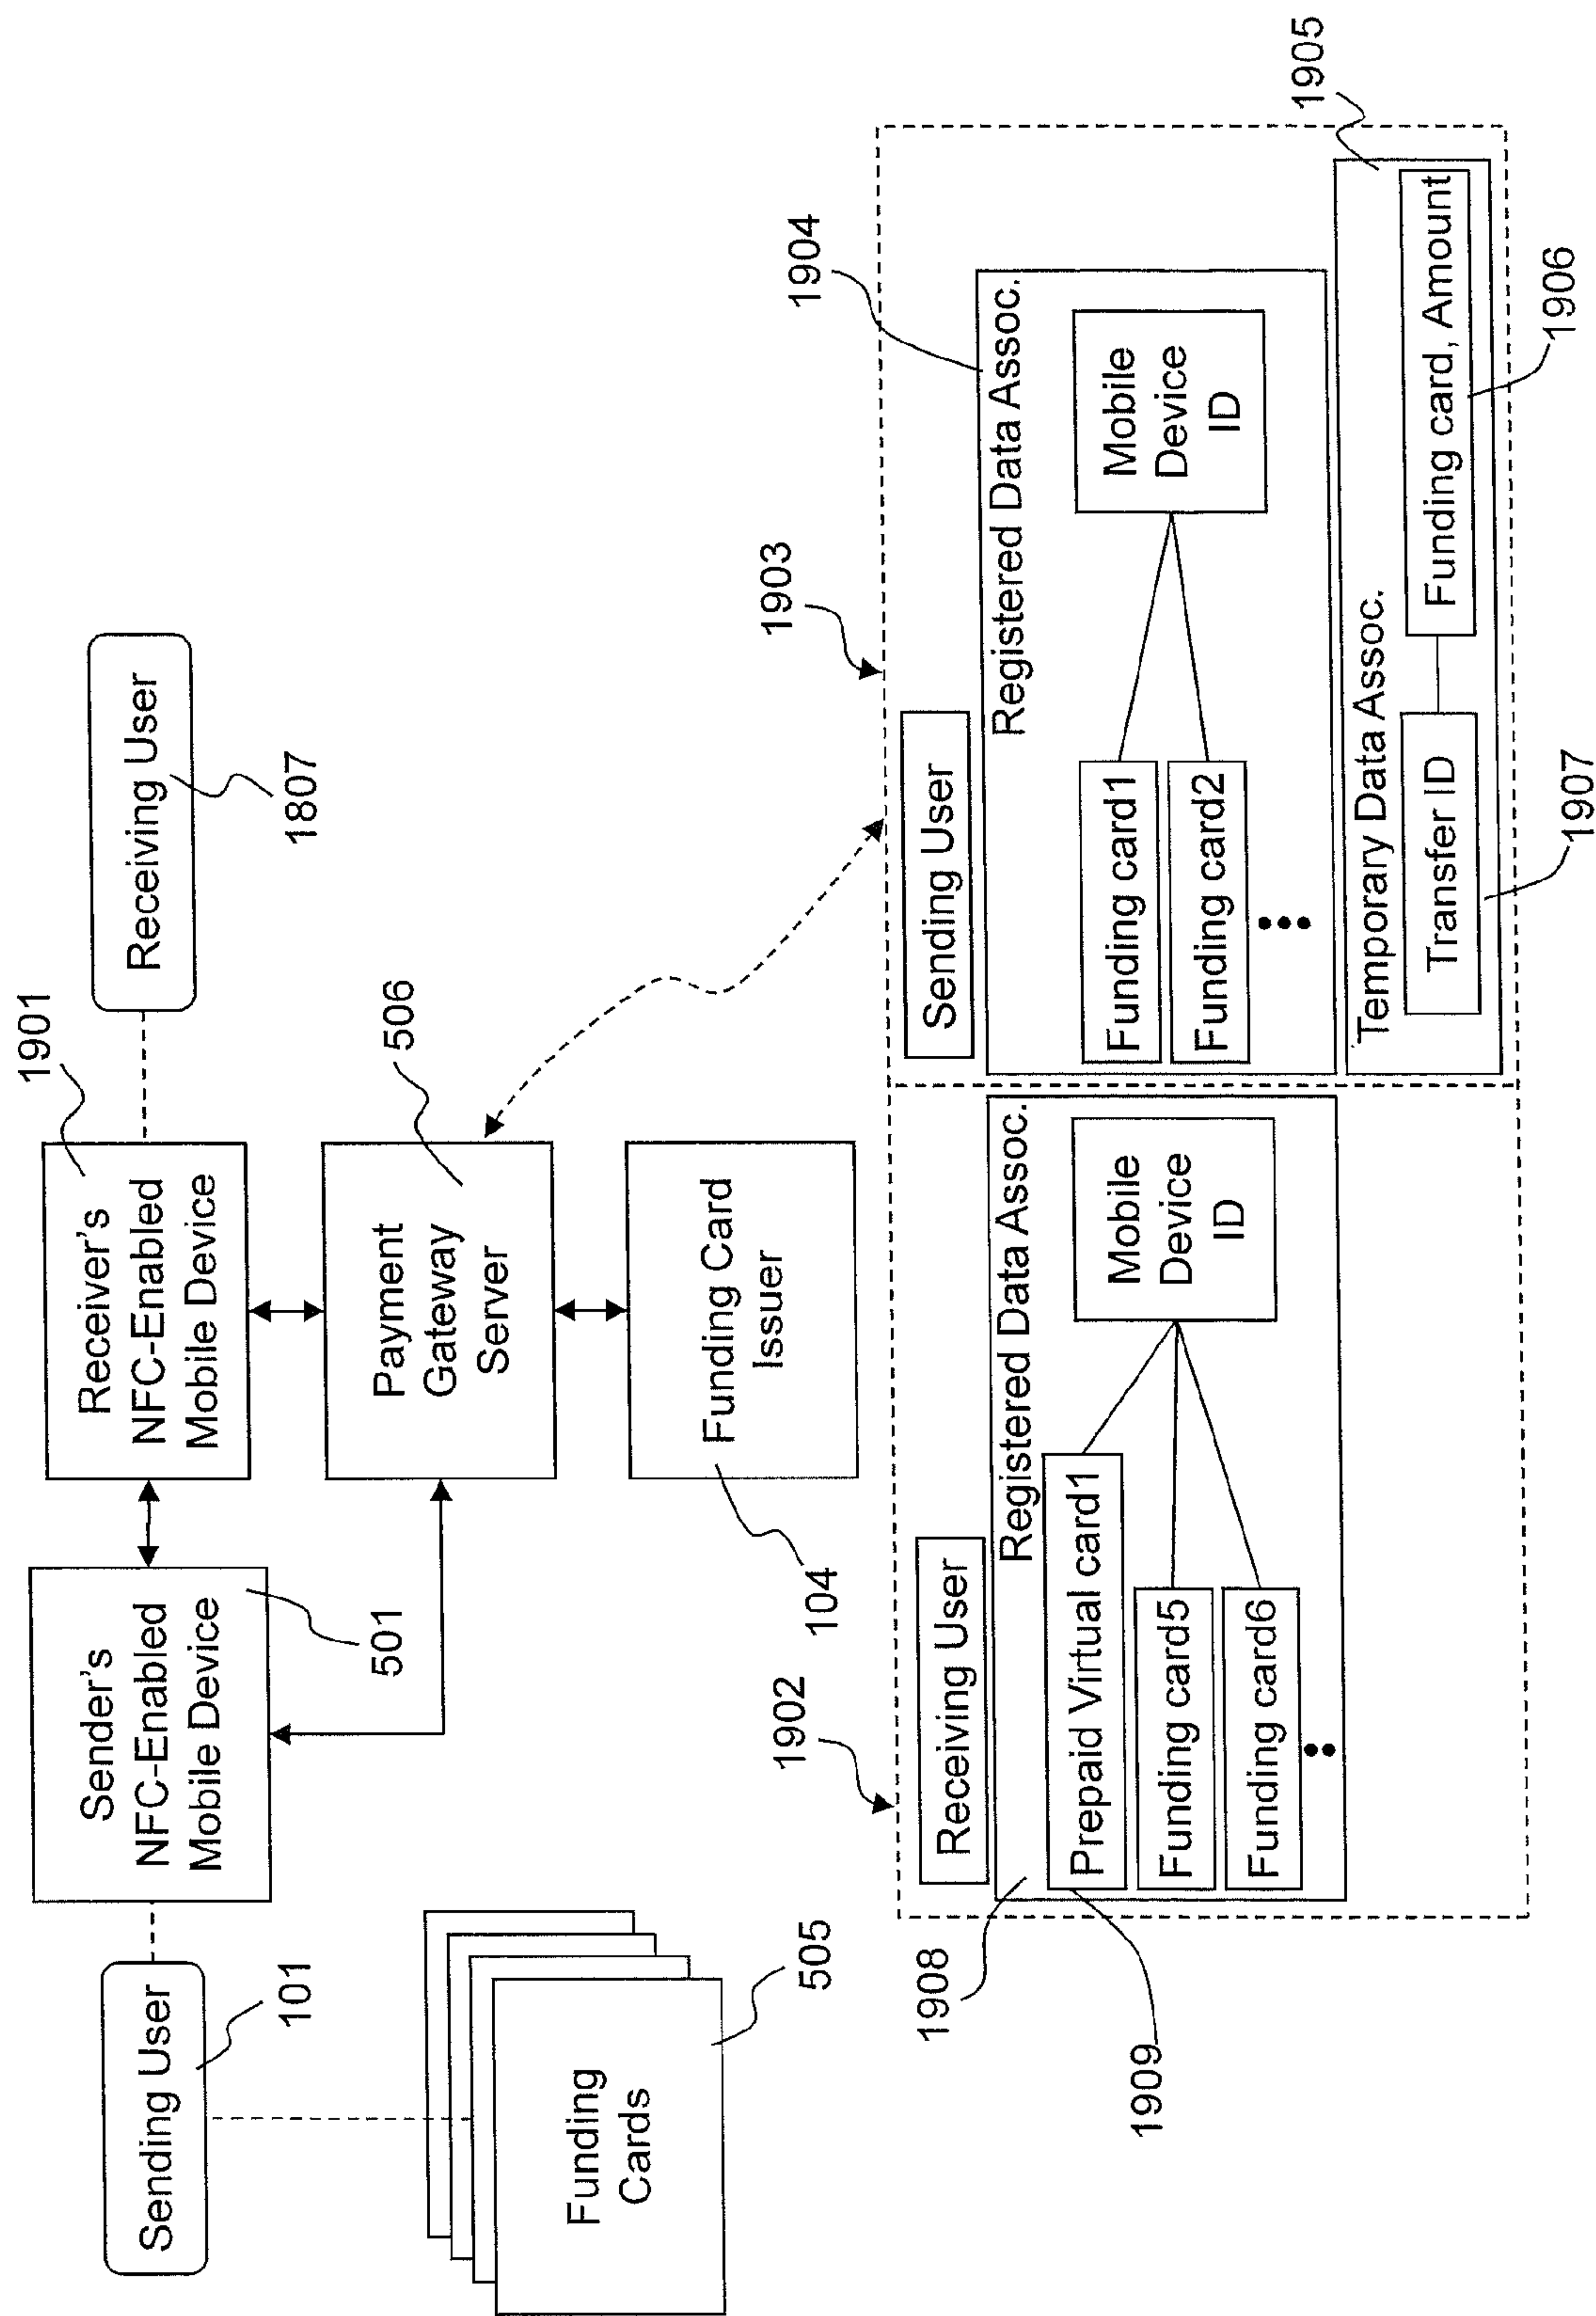 Sending User
101
Sender's
NFC-Enabled
Mobile Device
501
Receiver's
NFC-Enabled
Mobile Device
1901
Receiving User
1807
Funding
Cards
505
Payment
Gateway
Server
506
Funding Card
Issuer
104
1902
Receiving User
Registered Data Assoc.
1908
Prepaid Virtual card1
1909
Funding card5
Funding card6
Mobile
Device
ID
1903
Sending User
Registered Data Assoc.
1904
Funding card1
Funding card2
Mobile
Device
ID
Temporary Data Assoc.
1905
Transfer ID
1907
Funding card, Amount
1906